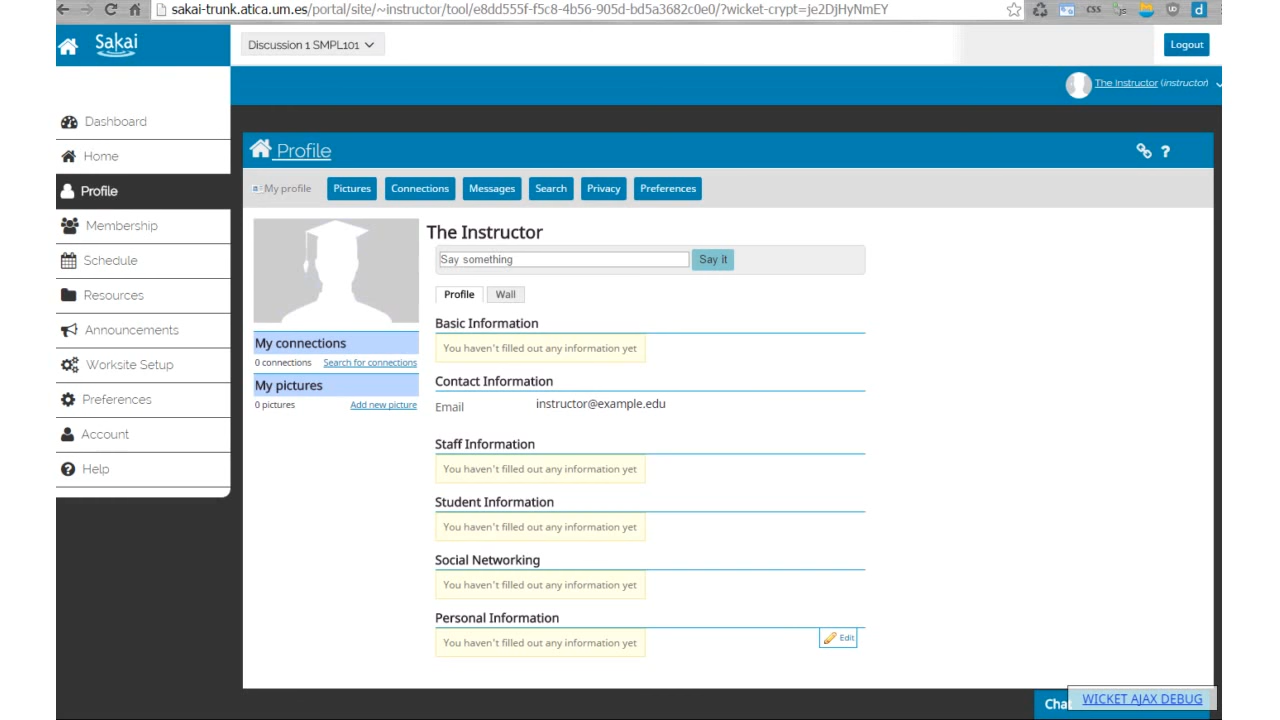 sakai-trunk.atica.um.es/portal/site/~instructor/tool/e8dd555f-f5c8-4b56-905d-bd5a3682c0e0/?wicket-crypt=je2DjHyNmEY
css
js
d
Sakai
Discussion 1 SMPL101
Logout
The Instructor (instructor)
Dashboard
Home
Profile
Membership
Schedule
Resources
Announcements
Worksite Setup
Preferences
Account
Help
Profile
?
My profile
Pictures
Connections
Messages
Search
Privacy
Preferences
My connections
0 connections Search for connections
My pictures
0 pictures Add new picture
The Instructor
Say something
Say it
Profile
Wall
Basic Information
You haven't filled out any information yet
Contact Information
Email instructor@example.edu
Staff Information
You haven't filled out any information yet
Student Information
You haven't filled out any information yet
Social Networking
You haven't filled out any information yet
Personal Information
You haven't filled out any information yet
Edit
Cha
WICKET AJAX DEBUG